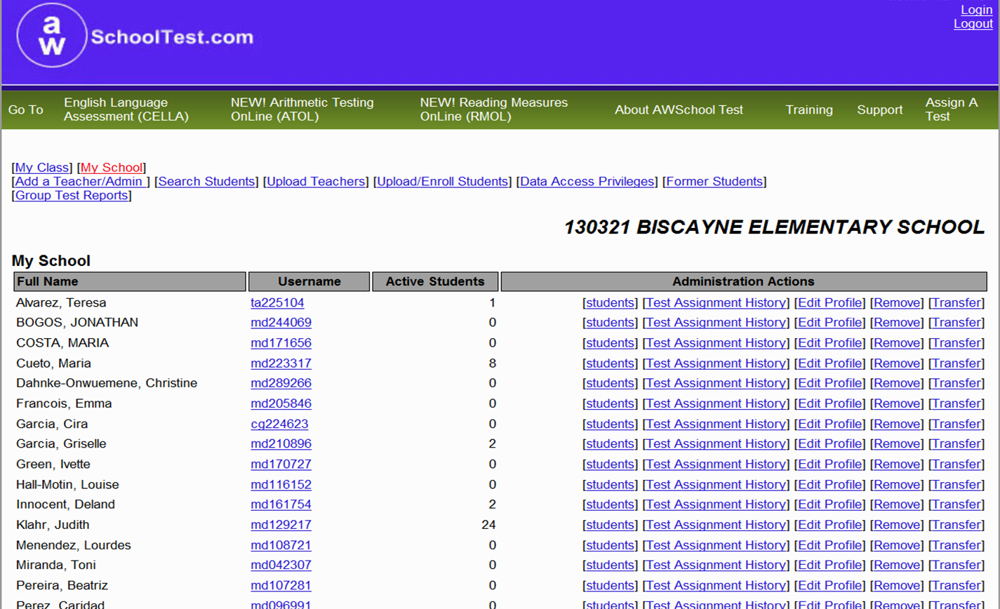 Login
Logout
aw SchoolTest.com
Go To English Language Assessment (CELLA) NEW! Arithmetic Testing OnLine (ATOL) NEW! Reading Measures OnLine (RMOL) About AWSchool Test Training Support Assign A Test
[My Class] [My School]
[Add a Teacher/Admin ] [Search Students] [Upload Teachers] [Upload/Enroll Students] [Data Access Privileges] [Former Students]
[Group Test Reports]
130321 BISCAYNE ELEMENTARY SCHOOL
My School
Full Name Username Active Students Administration Actions
Alvarez, Teresa ta225104 1 [students] [Test Assignment History] [Edit Profile] [Remove] [Transfer]
BOGOS, JONATHAN md244069 0 [students] [Test Assignment History] [Edit Profile] [Remove] [Transfer]
COSTA, MARIA md171656 0 [students] [Test Assignment History] [Edit Profile] [Remove] [Transfer]
Cueto, Maria md223317 8 [students] [Test Assignment History] [Edit Profile] [Remove] [Transfer]
Dahnke-Onwuemene, Christine md289266 0 [students] [Test Assignment History] [Edit Profile] [Remove] [Transfer]
Francois, Emma md205846 0 [students] [Test Assignment History] [Edit Profile] [Remove] [Transfer]
Garcia, Cira cg224623 0 [students] [Test Assignment History] [Edit Profile] [Remove] [Transfer]
Garcia, Griselle md210896 2 [students] [Test Assignment History] [Edit Profile] [Remove] [Transfer]
Green, Ivette md170727 0 [students] [Test Assignment History] [Edit Profile] [Remove] [Transfer]
Hall-Motin, Louise md116152 0 [students] [Test Assignment History] [Edit Profile] [Remove] [Transfer]
Innocent, Deland md161754 2 [students] [Test Assignment History] [Edit Profile] [Remove] [Transfer]
Klahr, Judith md129217 24 [students] [Test Assignment History] [Edit Profile] [Remove] [Transfer]
Menendez, Lourdes md108721 0 [students] [Test Assignment History] [Edit Profile] [Remove] [Transfer]
Miranda, Toni md042307 0 [students] [Test Assignment History] [Edit Profile] [Remove] [Transfer]
Pereira, Beatriz md107281 0 [students] [Test Assignment History] [Edit Profile] [Remove] [Transfer]
Perez, Caridad md096991 0 [students] [Test Assignment History] [Edit Profile] [Remove] [Transfer]